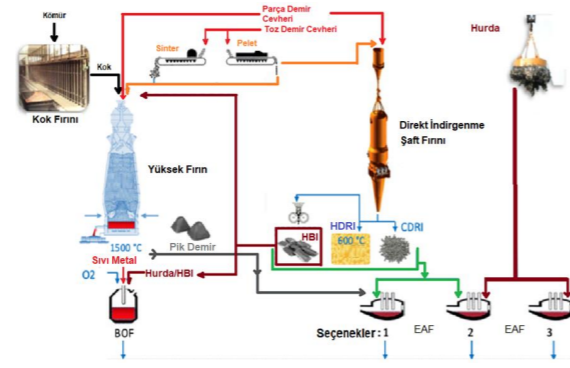 Kömür
Parça Demir
Cevheri
Toz Demir Cevheri
Hurda
Sinter
Pelet
Kok
Kok Fırını
Direkt İndirgenme
Şaft Fırını
Yüksek Fırın
HBI
HDRI
600 °C
CDRI
1500 °C
Pik Demir
Sıvı Metal
O2
Hurda/HBI
BOF
Seçenekler : 1
EAF
2
EAF
3